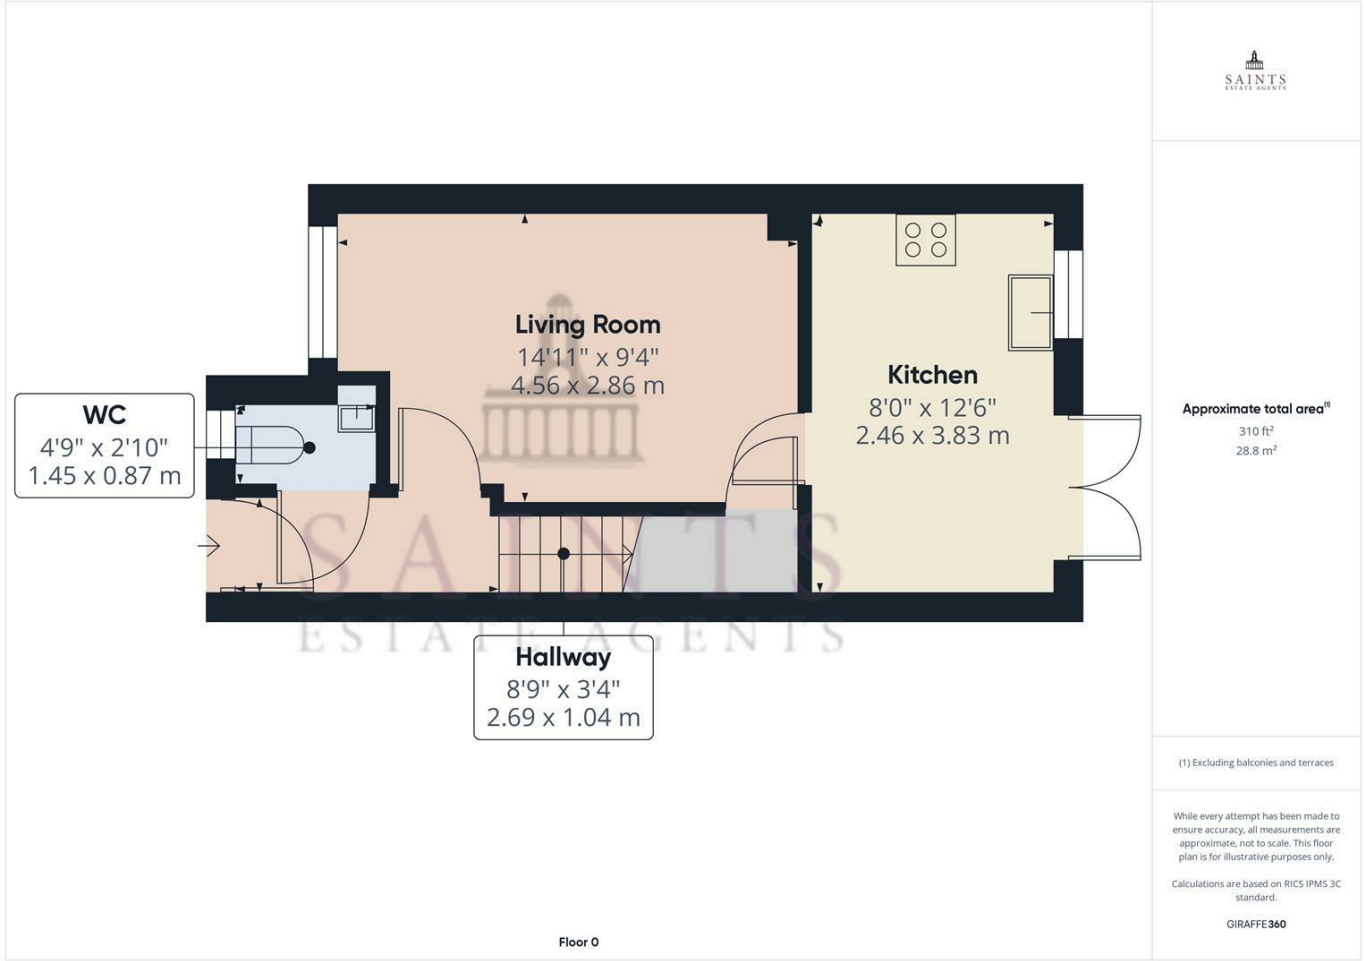 SAINTS
ESTATE AGENTS
Living Room
14'11" x 9'4"
4.56 x 2.86 m
Kitchen
8'0" x 12'6"
2.46 x 3.83 m
WC
4'9" x 2'10"
1.45 x 0.87 m
SAINTS
ESTATE AGENTS
Hallway
8'9" x 3'4"
2.69 x 1.04 m
Floor 0
Approximate total area(1)
310 ft²
28.8 m²
(1) Excluding balconies and terraces
While every attempt has been made to
ensure accuracy, all measurements are
approximate, not to scale. This floor
plan is for illustrative purposes only.
Calculations are based on RICS IPMS 3C
standard.
GIRAFFE360